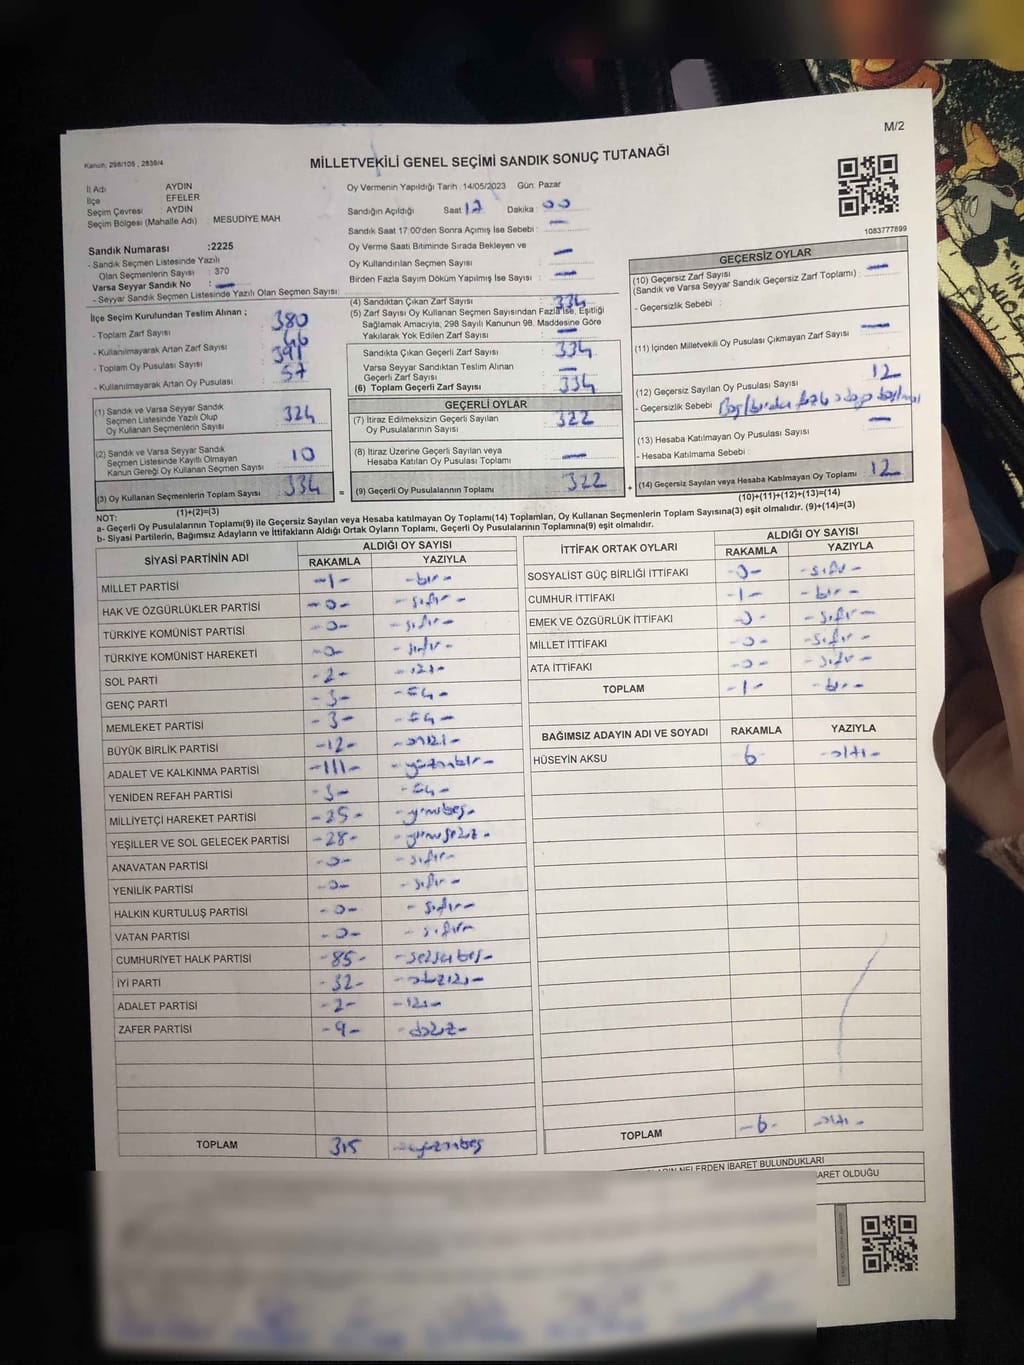 M/2
Kanun; 298/105 , 2839/4
MİLLETVEKİLİ GENEL SEÇİMİ SANDIK SONUÇ TUTANAĞI
İl Adı AYDIN
İlçe EFELER
Seçim Çevresi AYDIN
Seçim Bölgesi (Mahalle Adı) MESUDİYE MAH
Sandık Numarası :2225
- Sandık Seçmen Listesinde Yazılı
Olan Seçmenlerin Sayısı : 370
Varsa Seyyar Sandık No : —
- Seyyar Sandık Seçmen Listesinde Yazılı Olan Seçmen Sayısı:
Oy Vermenin Yapıldığı Tarih : 14/05/2023 Gün: Pazar
Sandığın Açıldığı Saat : 17 Dakika : 00
Sandık Saat 17:00'den Sonra Açımış İse Sebebi : —
Oy Verme Saati Bitiminde Sırada Bekleyen ve
Oy Kullandırılan Seçmen Sayısı : —
Birden Fazla Sayım Döküm Yapılmış İse Sayısı : —
1083777899
İlçe Seçim Kurulundan Teslim Alınan ;
- Toplam Zarf Sayısı : 380
- Kullanılmayarak Artan Zarf Sayısı : 46
- Toplam Oy Pusulası Sayısı : 391
- Kullanılmayarak Artan Oy Pusulası : 57
(1) Sandık ve Varsa Seyyar Sandık
Seçmen Listesinde Yazılı Olup
Oy Kullanan Seçmenlerin Sayısı : 324
(2) Sandık ve Varsa Seyyar Sandık
Seçmen Listesinde Kayıtlı Olmayan
Kanun Gereği Oy Kullanan Seçmen Sayısı : 10
(3) Oy Kullanan Seçmenlerin Toplam Sayısı : 334
(1)+(2)=(3)
(4) Sandıktan Çıkan Zarf Sayısı : 334
(5) Zarf Sayısı Oy Kullanan Seçmen Sayısından Fazla İse, Eşitliği
Sağlamak Amacıyla; 298 Sayılı Kanunun 98. Maddesine Göre
Yakılarak Yok Edilen Zarf Sayısı : —
Sandıkta Çıkan Geçerli Zarf Sayısı : 334
Varsa Seyyar Sandıktan Teslim Alınan
Geçerli Zarf Sayısı : —
(6) Toplam Geçerli Zarf Sayısı : 334
GEÇERLİ OYLAR
(7) İtiraz Edilmeksizin Geçerli Sayılan
Oy Pusulalarının Sayısı : 322
(8) İtiraz Üzerine Geçerli Sayılan veya
Hesaba Katılan Oy Pusulası Toplamı : —
= (9) Geçerli Oy Pusulalarının Toplamı : 322 +
GEÇERSİZ OYLAR
(10) Geçersiz Zarf Sayısı
(Sandık ve Varsa Seyyar Sandık Geçersiz Zarf Toplamı) : —
- Geçersizlik Sebebi :
(11) İçinden Milletvekili Oy Pusulası Çıkmayan Zarf Sayısı : —
(12) Geçersiz Sayılan Oy Pusulası Sayısı : 12
- Geçersizlik Sebebi :
(13) Hesaba Katılmayan Oy Pusulası Sayısı : —
- Hesaba Katılmama Sebebi :
(14) Geçersiz Sayılan veya Hesaba Katılmayan Oy Toplamı : 12
(10)+(11)+(12)+(13)=(14)
NOT:
a- Geçerli Oy Pusulalarının Toplamı(9) ile Geçersiz Sayılan veya Hesaba katılmayan Oy Toplamı(14) Toplamları, Oy Kullanan Seçmenlerin Toplam Sayısına(3) eşit olmalıdır. (9)+(14)=(3)
b- Siyasi Partilerin, Bağımsız Adayların ve İttifakların Aldığı Ortak Oyların Toplamı, Geçerli Oy Pusulalarının Toplamına(9) eşit olmalıdır.
SİYASİ PARTİNİN ADI ALDIĞI OY SAYISI
RAKAMLA YAZIYLA
MİLLET PARTİSİ -1- -bir-
HAK VE ÖZGÜRLÜKLER PARTİSİ -0- -sıfır-
TÜRKİYE KOMÜNİST PARTİSİ -0- -sıfır-
TÜRKİYE KOMÜNİST HAREKETİ -0- -sıfır-
SOL PARTİ -2- -iki-
GENÇ PARTİ -3- -üç-
MEMLEKET PARTİSİ -3- -üç-
BÜYÜK BİRLİK PARTİSİ -12- -oniki-
ADALET VE KALKINMA PARTİSİ -111- -yüzonbir-
YENİDEN REFAH PARTİSİ -3- -üç-
MİLLİYETÇİ HAREKET PARTİSİ -25- -yirmibeş-
YEŞİLLER VE SOL GELECEK PARTİSİ -28- -yirmisekiz-
ANAVATAN PARTİSİ -0- -sıfır-
YENİLİK PARTİSİ -0- -sıfır-
HALKIN KURTULUŞ PARTİSİ -0- -sıfır-
VATAN PARTİSİ -0- -sıfır-
CUMHURİYET HALK PARTİSİ -85- -seksenbeş-
İYİ PARTİ -32- -otuziki-
ADALET PARTİSİ -2- -iki-
ZAFER PARTİSİ -9- -dokuz-
TOPLAM 315 -üçyüzonbeş
İTTİFAK ORTAK OYLARI ALDIĞI OY SAYISI
RAKAMLA YAZIYLA
SOSYALİST GÜÇ BİRLİĞİ İTTİFAKI -0- -sıfır-
CUMHUR İTTİFAKI -1- -bir-
EMEK VE ÖZGÜRLÜK İTTİFAKI -0- -sıfır-
MİLLET İTTİFAKI -0- -sıfır-
ATA İTTİFAKI -0- -sıfır-
TOPLAM -1- -bir-
BAĞIMSIZ ADAYIN ADI VE SOYADI RAKAMLA YAZIYLA
HÜSEYİN AKSU 6 -altı-
TOPLAM -6- -altı-
NELERDEN İBARET BULUNDUKLARI
BARET OLDUĞU